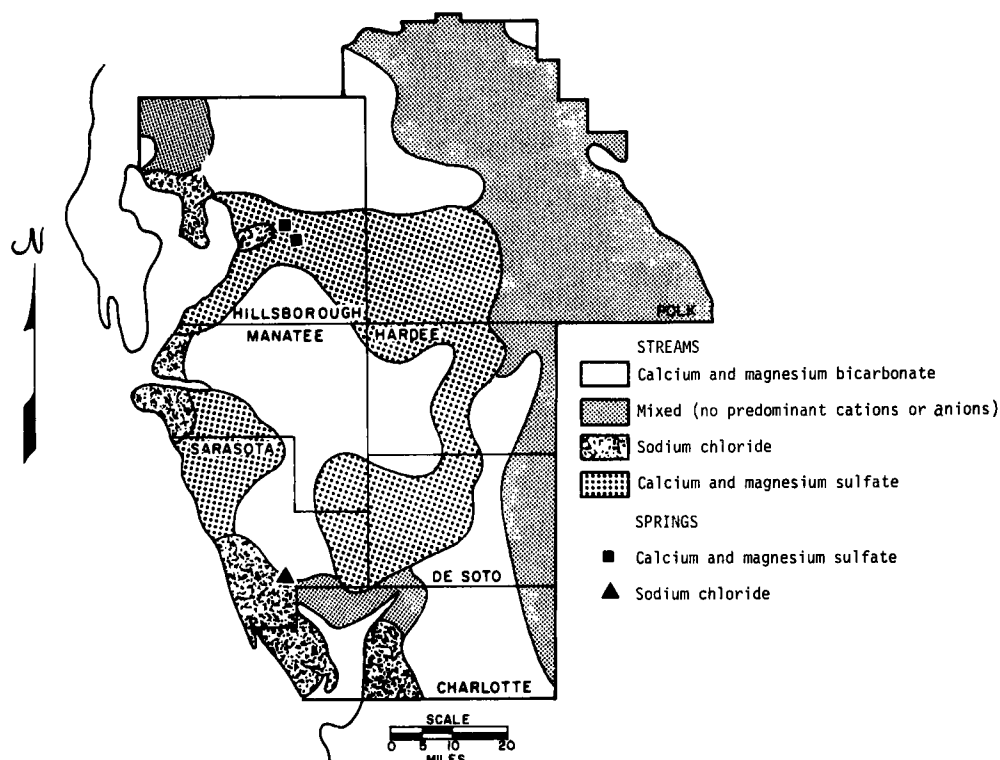 N
HILLSBOROUGH
MANATEE
HARDEE
POLK
SARASOTA
DE SOTO
CHARLOTTE
STREAMS
Calcium and magnesium bicarbonate
Mixed (no predominant cations or anions)
Sodium chloride
Calcium and magnesium sulfate
SPRINGS
Calcium and magnesium sulfate
Sodium chloride
SCALE
0 5 10 20
MILES